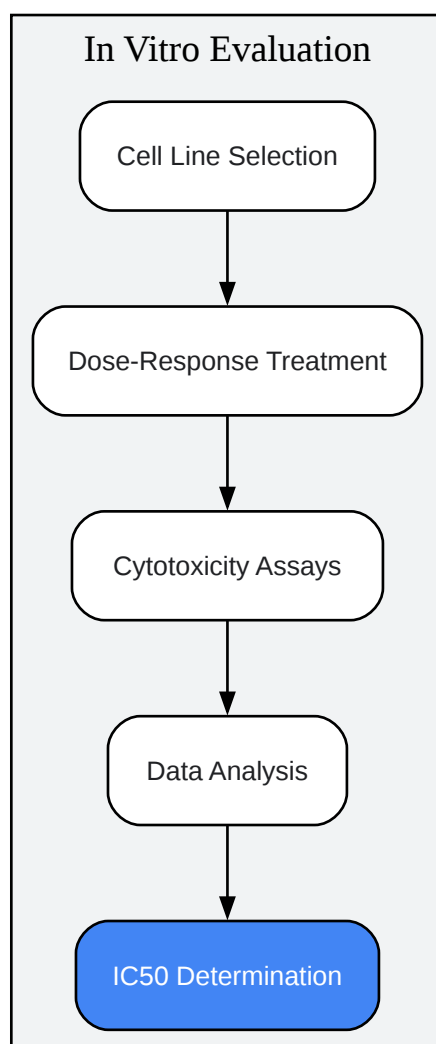 In Vitro Evaluation
Cell Line Selection
Dose-Response Treatment
Cytotoxicity Assays
Data Analysis
IC50 Determination